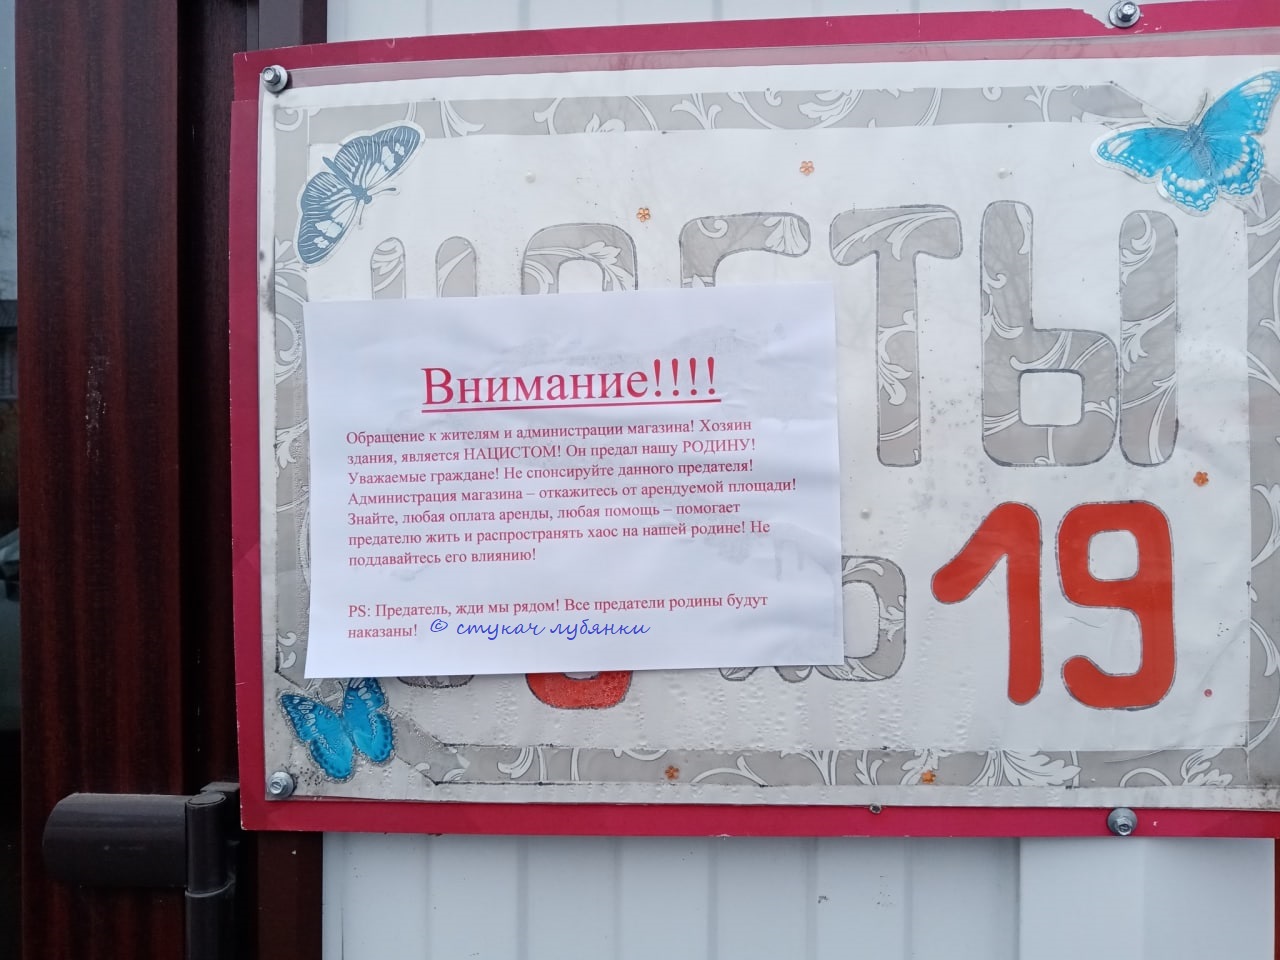 Внимание!!!!
Обращение к жителям и администрации магазина! Хозяин
здания, является НАЦИСТОМ! Он предал нашу РОДИНУ!
Уважаемые граждане! Не спонсируйте данного предателя!
Администрация магазина – откажитесь от арендуемой площади!
Знайте, любая оплата аренды, любая помощь – помогает
предателю жить и распространять хаос на нашей родине! Не
поддавайтесь его влиянию!
PS: Предатель, жди мы рядом! Все предатели родины будут
наказаны! © стукач лубянки
19